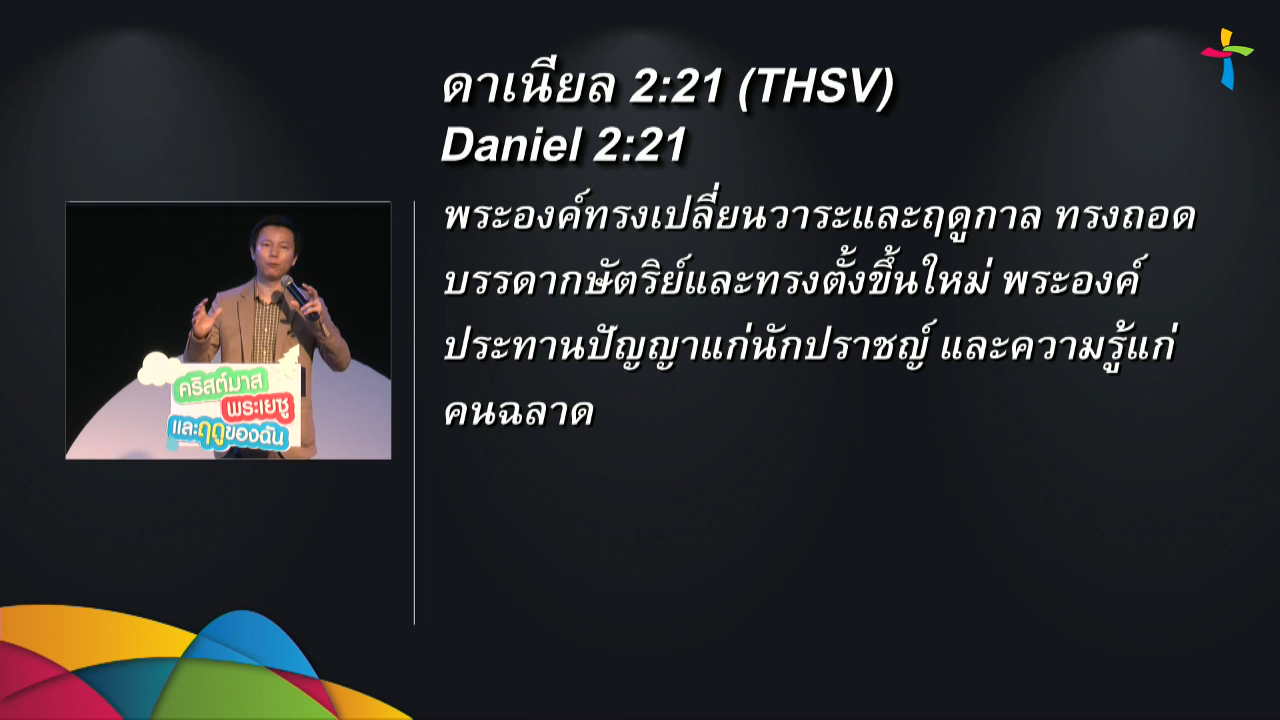 ดาเนียล 2:21 (THSV)
Daniel 2:21
พระองค์ทรงเปลี่ยนวาระและฤดูกาล ทรงถอด
บรรดากษัตริย์และทรงตั้งขึ้นใหม่ พระองค์
ประทานปัญญาแก่นักปราชญ์ และความรู้แก่
คนฉลาด
คริสต์มาส
พระเยซู
และฤดูของฉัน